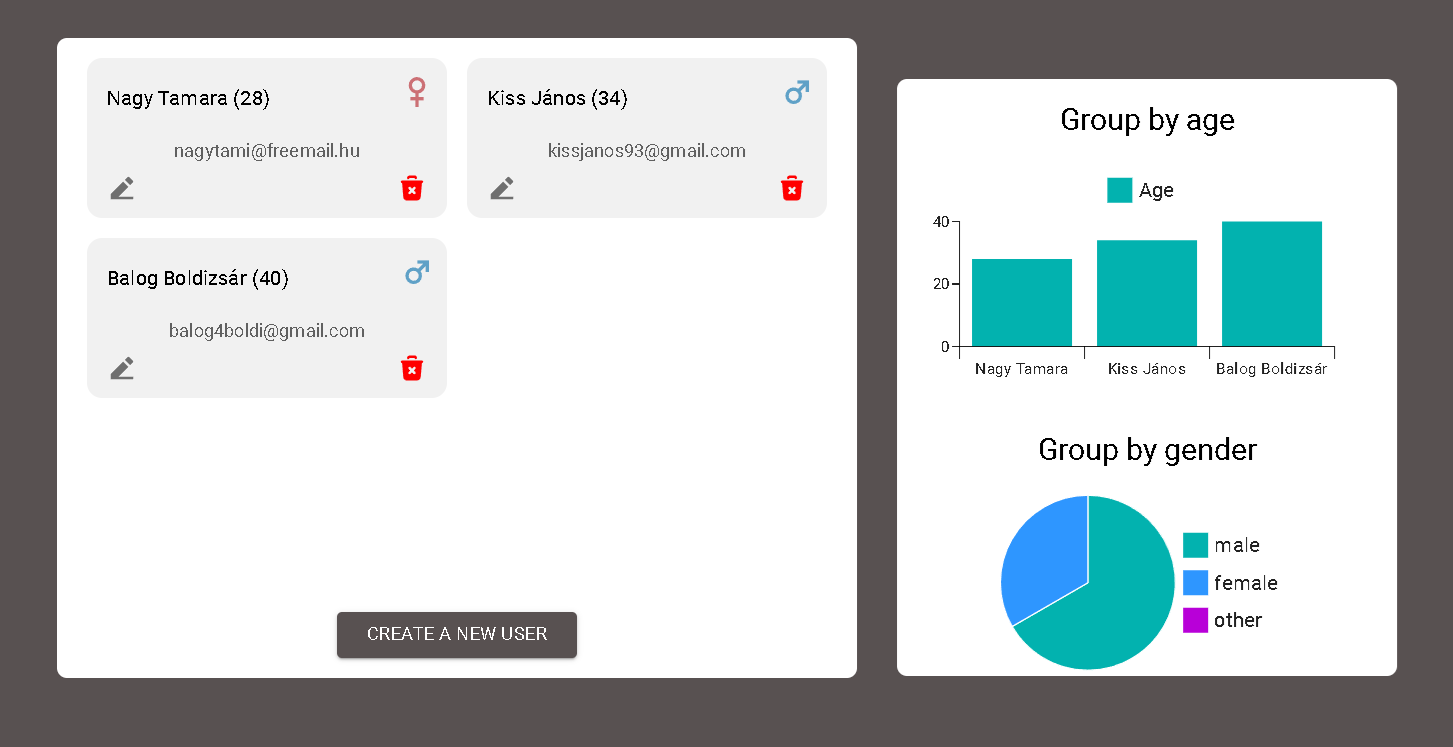 Nagy Tamara (28)
nagytami@freemail.hu
Kiss János (34)
kissjanos93@gmail.com
Balog Boldizsár (40)
balog4boldi@gmail.com
CREATE A NEW USER
Group by age
Age
40
20
0
Nagy Tamara
Kiss János
Balog Boldizsár
Group by gender
male
female
other